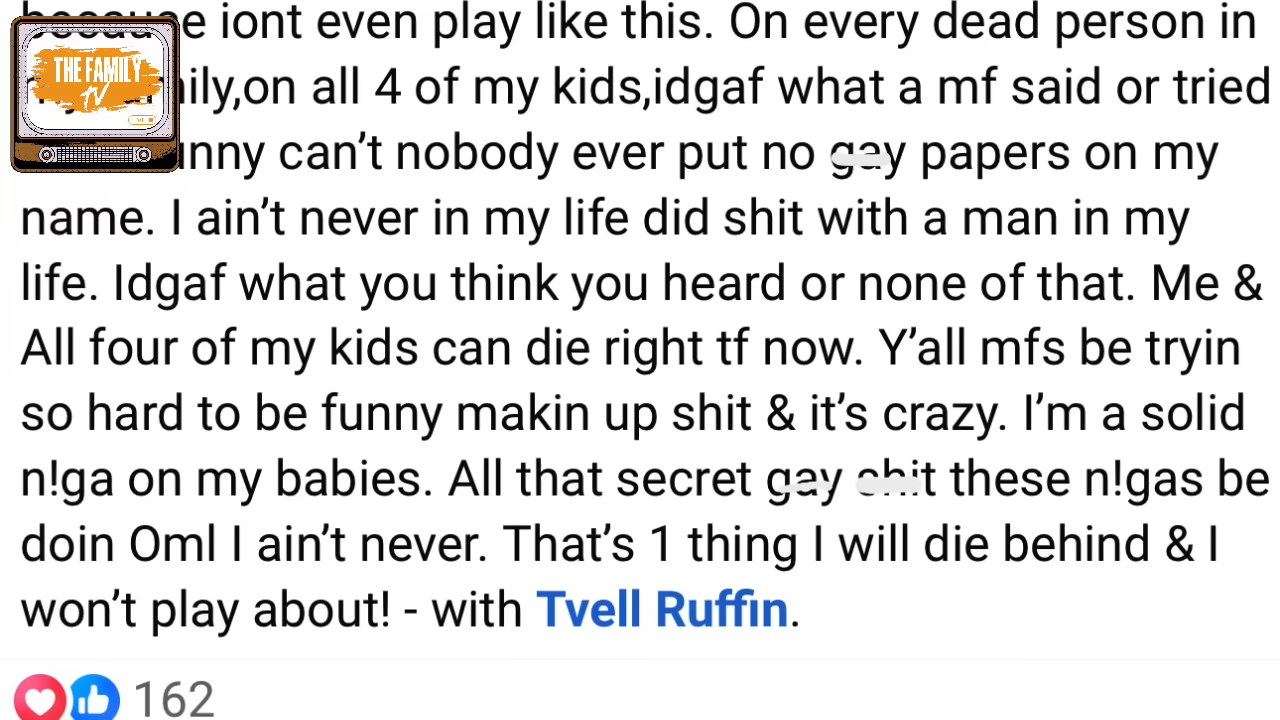 because iont even play like this. On every dead person in
THE FAMILY
TV
ily,on all 4 of my kids,idgaf what a mf said or tried
unny can't nobody ever put no gay papers on my
name. I ain't never in my life did shit with a man in my
life. Idgaf what you think you heard or none of that. Me &
All four of my kids can die right tf now. Y'all mfs be tryin
so hard to be funny makin up shit & it's crazy. I'm a solid
n!ga on my babies. All that secret gay shit these n!gas be
doin Oml I ain't never. That's 1 thing I will die behind & I
won't play about! - with Tvell Ruffin.
162